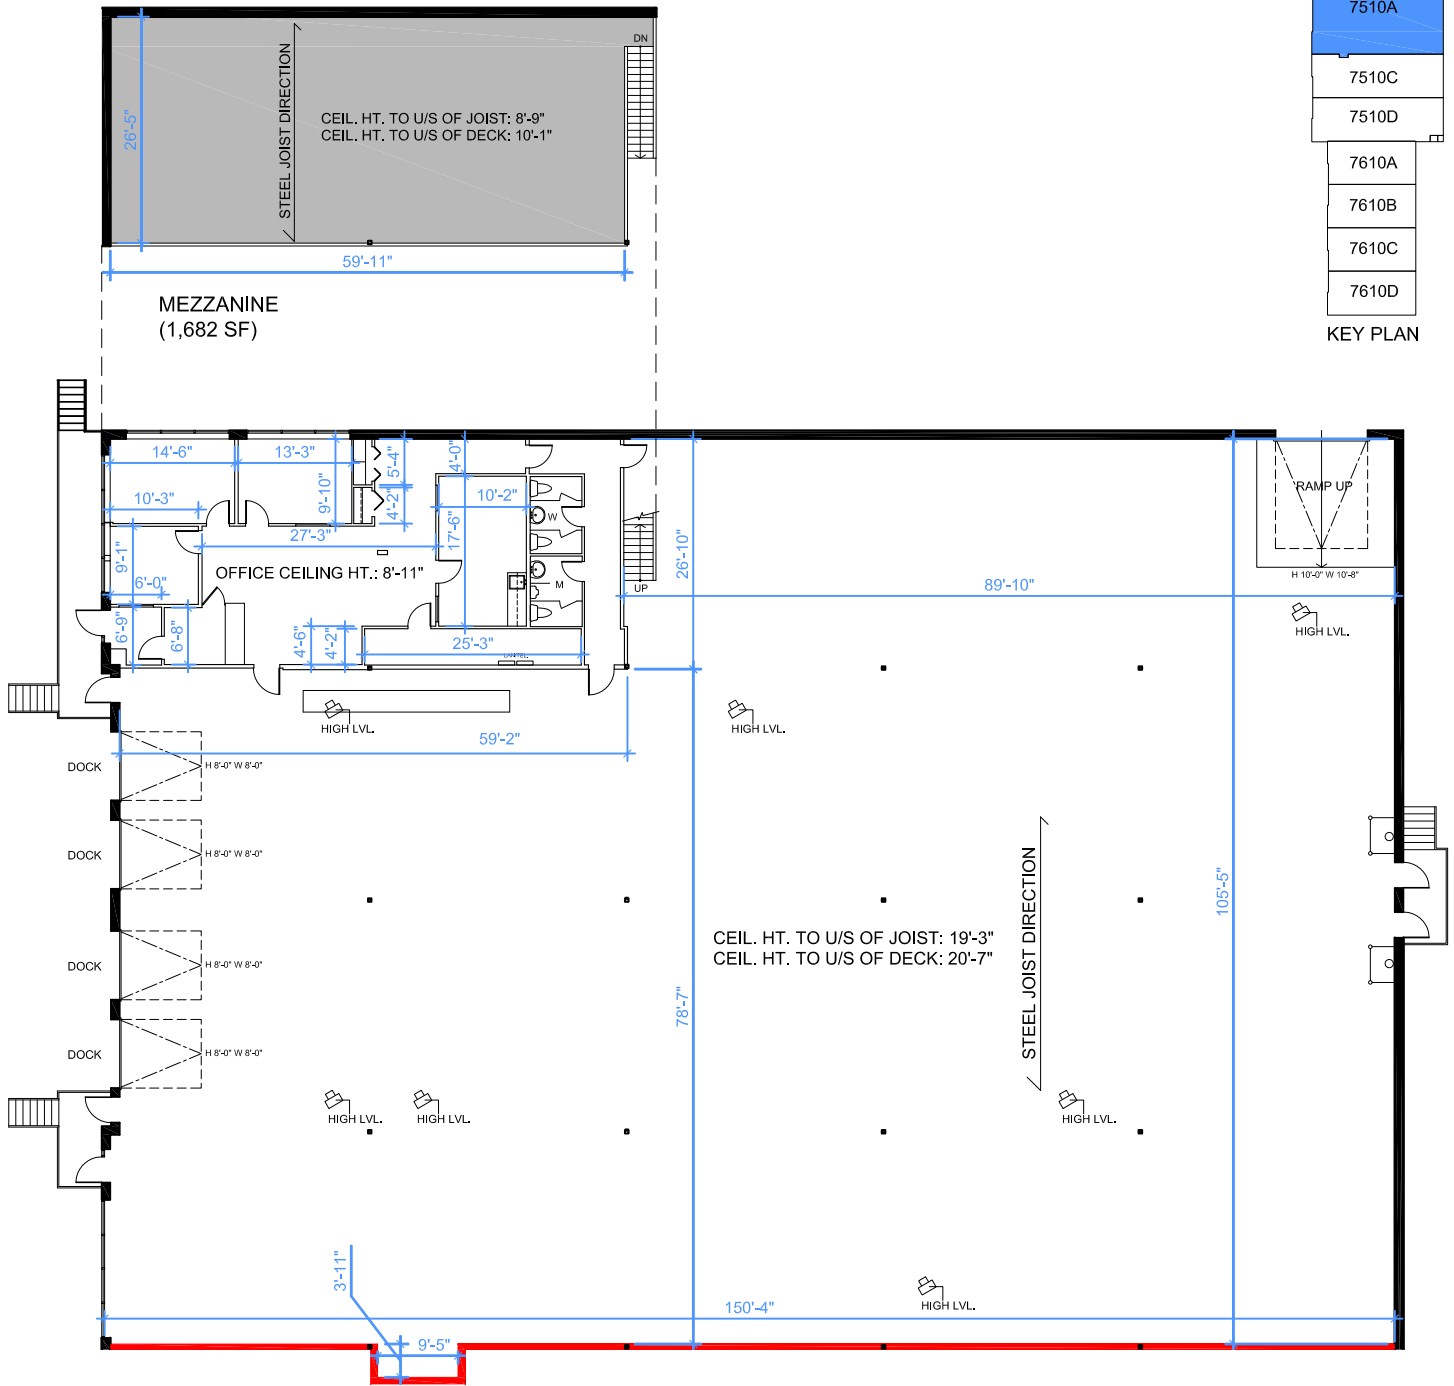 7510A
7510C
7510D
7610A
7610B
7610C
7610D
KEY PLAN
DN
26'-5"
STEEL JOIST DIRECTION
CEIL. HT. TO U/S OF JOIST: 8'-9"
CEIL. HT. TO U/S OF DECK: 10'-1"
59'-11"
MEZZANINE
(1,682 SF)
14'-6"
13'-3"
5'-4"
4'-0"
10'-3"
9'-10"
4'-2"
10'-2"
17'-6"
W
RAMP UP
27'-3"
26'-10"
9'-1"
OFFICE CEILING HT.: 8'-11"
6'-0"
M
UP
89'-10"
H 10'-0" W 10'-8"
HIGH LVL.
6'-9"
6'-8"
4'-6"
4'-2"
25'-3"
HIGH LVL.
HIGH LVL.
59'-2"
DOCK
H 8'-0" W 8'-0"
DOCK
H 8'-0" W 8'-0"
105'-5"
STEEL JOIST DIRECTION
CEIL. HT. TO U/S OF JOIST: 19'-3"
CEIL. HT. TO U/S OF DECK: 20'-7"
DOCK
H 8'-0" W 8'-0"
78'-7"
DOCK
H 8'-0" W 8'-0"
HIGH LVL.
HIGH LVL.
HIGH LVL.
3'-11"
HIGH LVL.
150'-4"
9'-5"